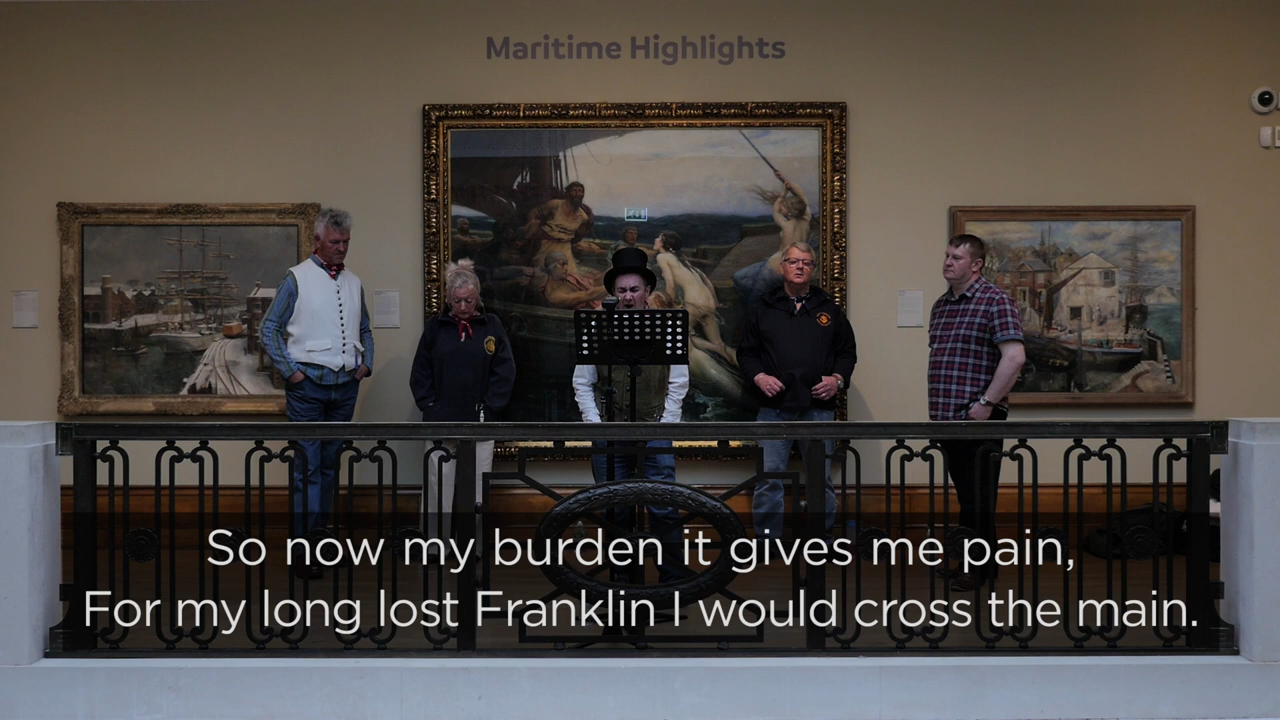 Maritime Highlights
So now my burden it gives me pain,
For my long lost Franklin I would cross the main.